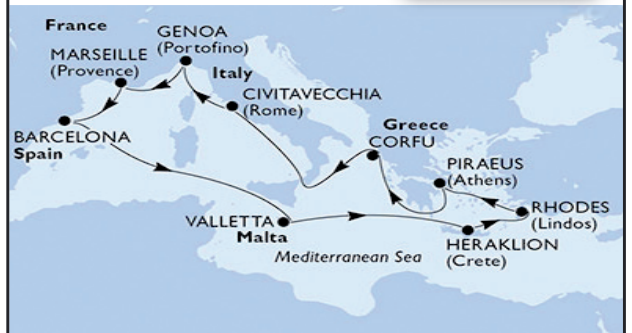 France
GENOA
(Portofino)
MARSEILLE
(Provence)
Italy
CIVITAVECCHIA
(Rome)
BARCELONA
Spain
Greece
CORFU
PIRAEUS
(Athens)
RHODES
(Lindos)
VALLETTA
Malta
HERAKLION
(Crete)
Mediterranean Sea